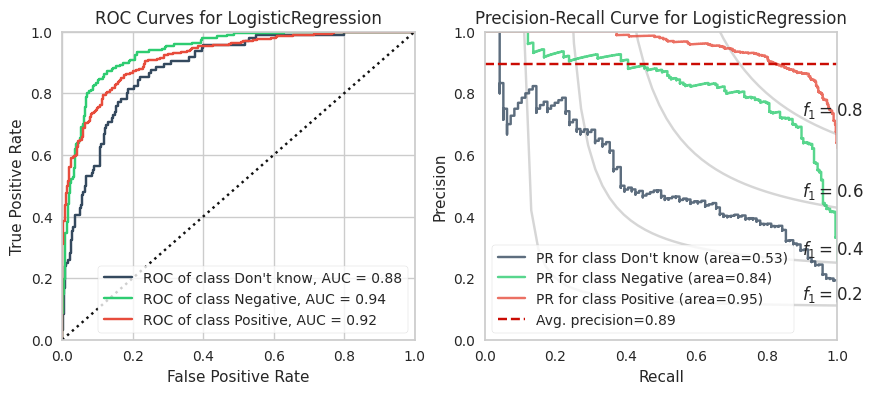 ROC Curves for LogisticRegression
True Positive Rate
1.0
0.8
0.6
0.4
0.2
0.0
ROC of class Don't know, AUC = 0.88
ROC of class Negative, AUC = 0.94
ROC of class Positive, AUC = 0.92
0.0 0.2 0.4 0.6 0.8 1.0
False Positive Rate
Precision-Recall Curve for LogisticRegression
Precision
1.0
0.8
0.6
0.4
0.2
0.0
f₁ = 0.8
f₁ = 0.6
f₁ = 0.4
f₁ = 0.2
PR for class Don't know (area=0.53)
PR for class Negative (area=0.84)
PR for class Positive (area=0.95)
Avg. precision=0.89
0.0 0.2 0.4 0.6 0.8 1.0
Recall